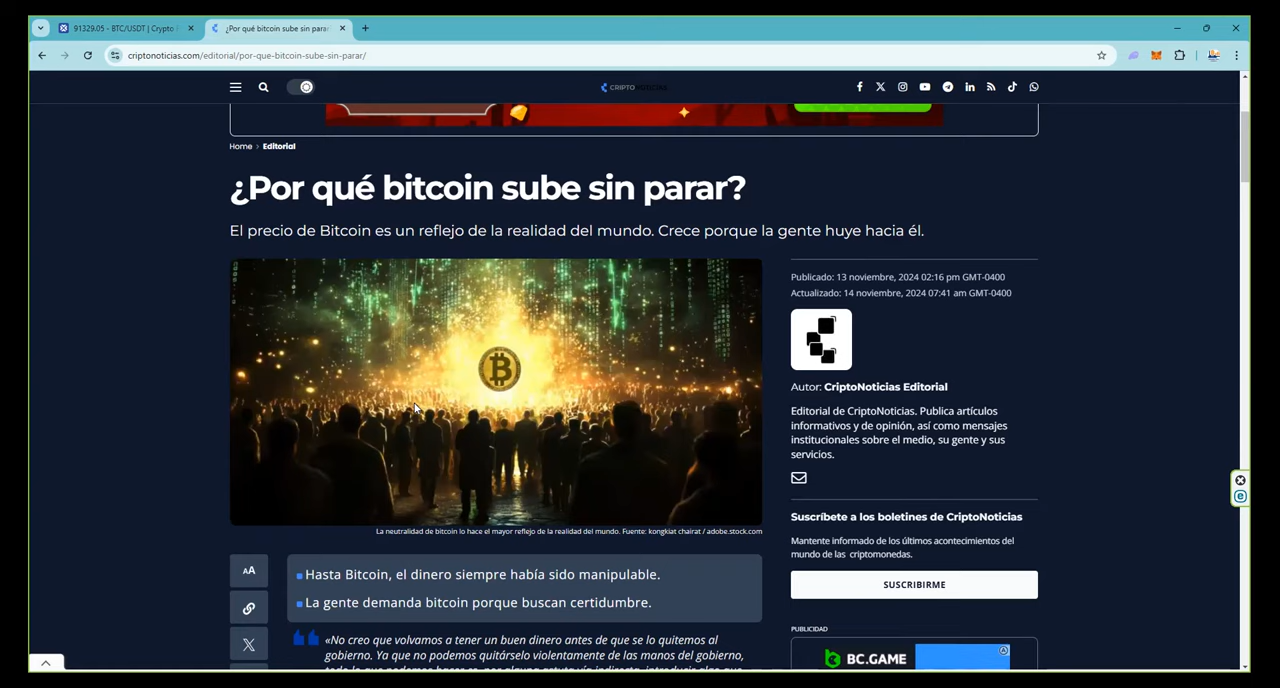 91329.05 - BTC/USDT | Crypto
¿Por qué bitcoin sube sin parar
criptonoticias.com/editorial/por-que-bitcoin-sube-sin-parar/
CRIPTONOTICIAS
Home > Editorial
¿Por qué bitcoin sube sin parar?
El precio de Bitcoin es un reflejo de la realidad del mundo. Crece porque la gente huye hacia él.
Publicado: 13 noviembre, 2024 02:16 pm GMT-0400
Actualizado: 14 noviembre, 2024 07:41 am GMT-0400
Autor: CriptoNoticias Editorial
Editorial de CriptoNoticias. Publica artículos
informativos y de opinión, así como mensajes
institucionales sobre el medio, su gente y sus
servicios.
La neutralidad de bitcoin lo hace el mayor reflejo de la realidad del mundo. Fuente: kongkiat chairat / adobe.stock.com
Suscríbete a los boletines de CriptoNoticias
Mantente informado de los últimos acontecimientos del
mundo de las criptomonedas.
SUSCRIBIRME
AA
Hasta Bitcoin, el dinero siempre había sido manipulable.
La gente demanda bitcoin porque buscan certidumbre.
«No creo que volvamos a tener un buen dinero antes de que se lo quitemos al
gobierno. Ya que no podemos quitárselo violentamente de las manos del gobierno,
PUBLICIDAD
BC.GAME